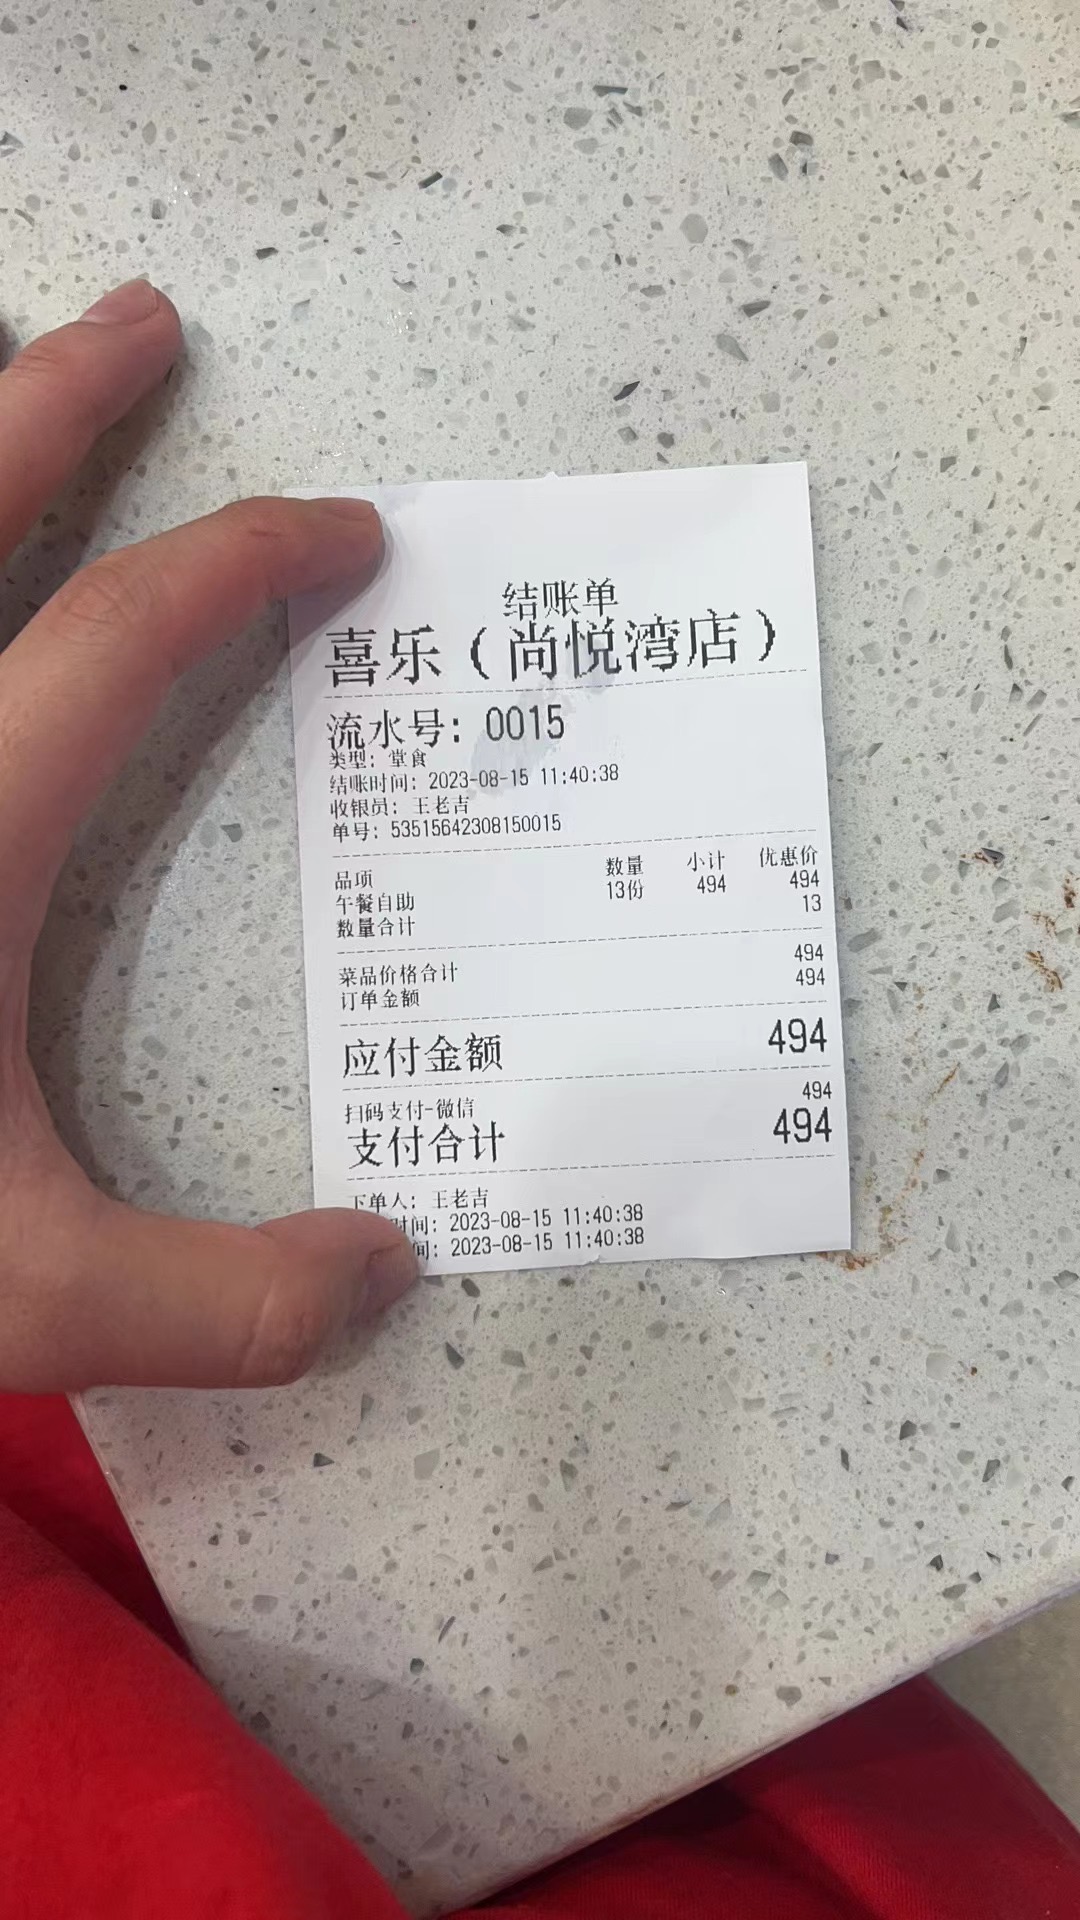 结账单
喜乐（尚悦湾店）
流水号: 0015
类型: 堂食
结账时间: 2023-08-15 11:40:38
收银员: 王老吉
单号: 53515642308150015
品项 数量 小计 优惠价
午餐自助 13份 494 494
数量合计 13
菜品价格合计 494
订单金额 494
应付金额 494
扫码支付-微信 494
支付合计 494
下单人: 王老吉
时间: 2023-08-15 11:40:38
间: 2023-08-15 11:40:38